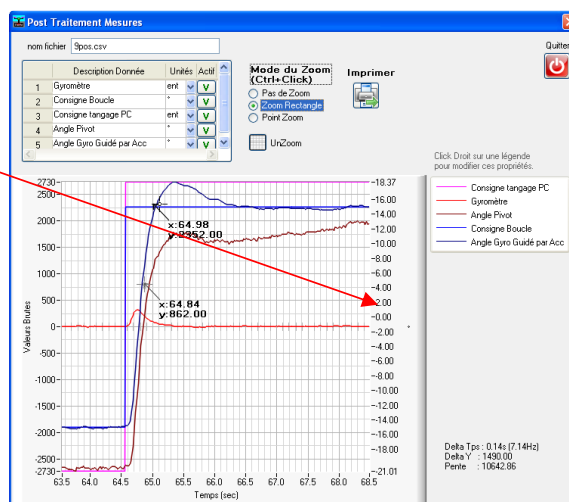 Post Traitement Mesures
nom fichier 9pos.csv
Quitter
Description Donnée Unités Actif
1 Gyromètre ent V
2 Consigne Boucle ° V
3 Consigne tangage PC ent V
4 Angle Pivot ° V
5 Angle Gyro Guidé par Acc ° V
Mode du Zoom
(Ctrl+Click)
Pas de Zoom
Zoom Rectangle
Point Zoom
UnZoom
Imprimer
Click Droit sur une légende
pour modifier ces propriétés.
Consigne tangage PC
Gyromètre
Angle Pivot
Consigne Boucle
Angle Gyro Guidé par Acc
Valeurs Brutes
2730
2500
2000
1500
1000
500
0
-500
-1000
-1500
-2000
-2500
-2730
x:64.98
y:2352.00
x:64.84
y:862.00
18.37
16.00
14.00
12.00
10.00
8.00
6.00
4.00
2.00
0.00
-2.00
-4.00
-6.00
-8.00
-10.00
-12.00
-14.00
-16.00
-18.00
-21.01
63.5 64.0 64.5 65.0 65.5 66.0 66.5 67.0 67.5 68.0 68.5
Temps (sec)
Delta Tps : 0.14s (7.14Hz)
Delta Y : 1490.00
Pente : 10642.86